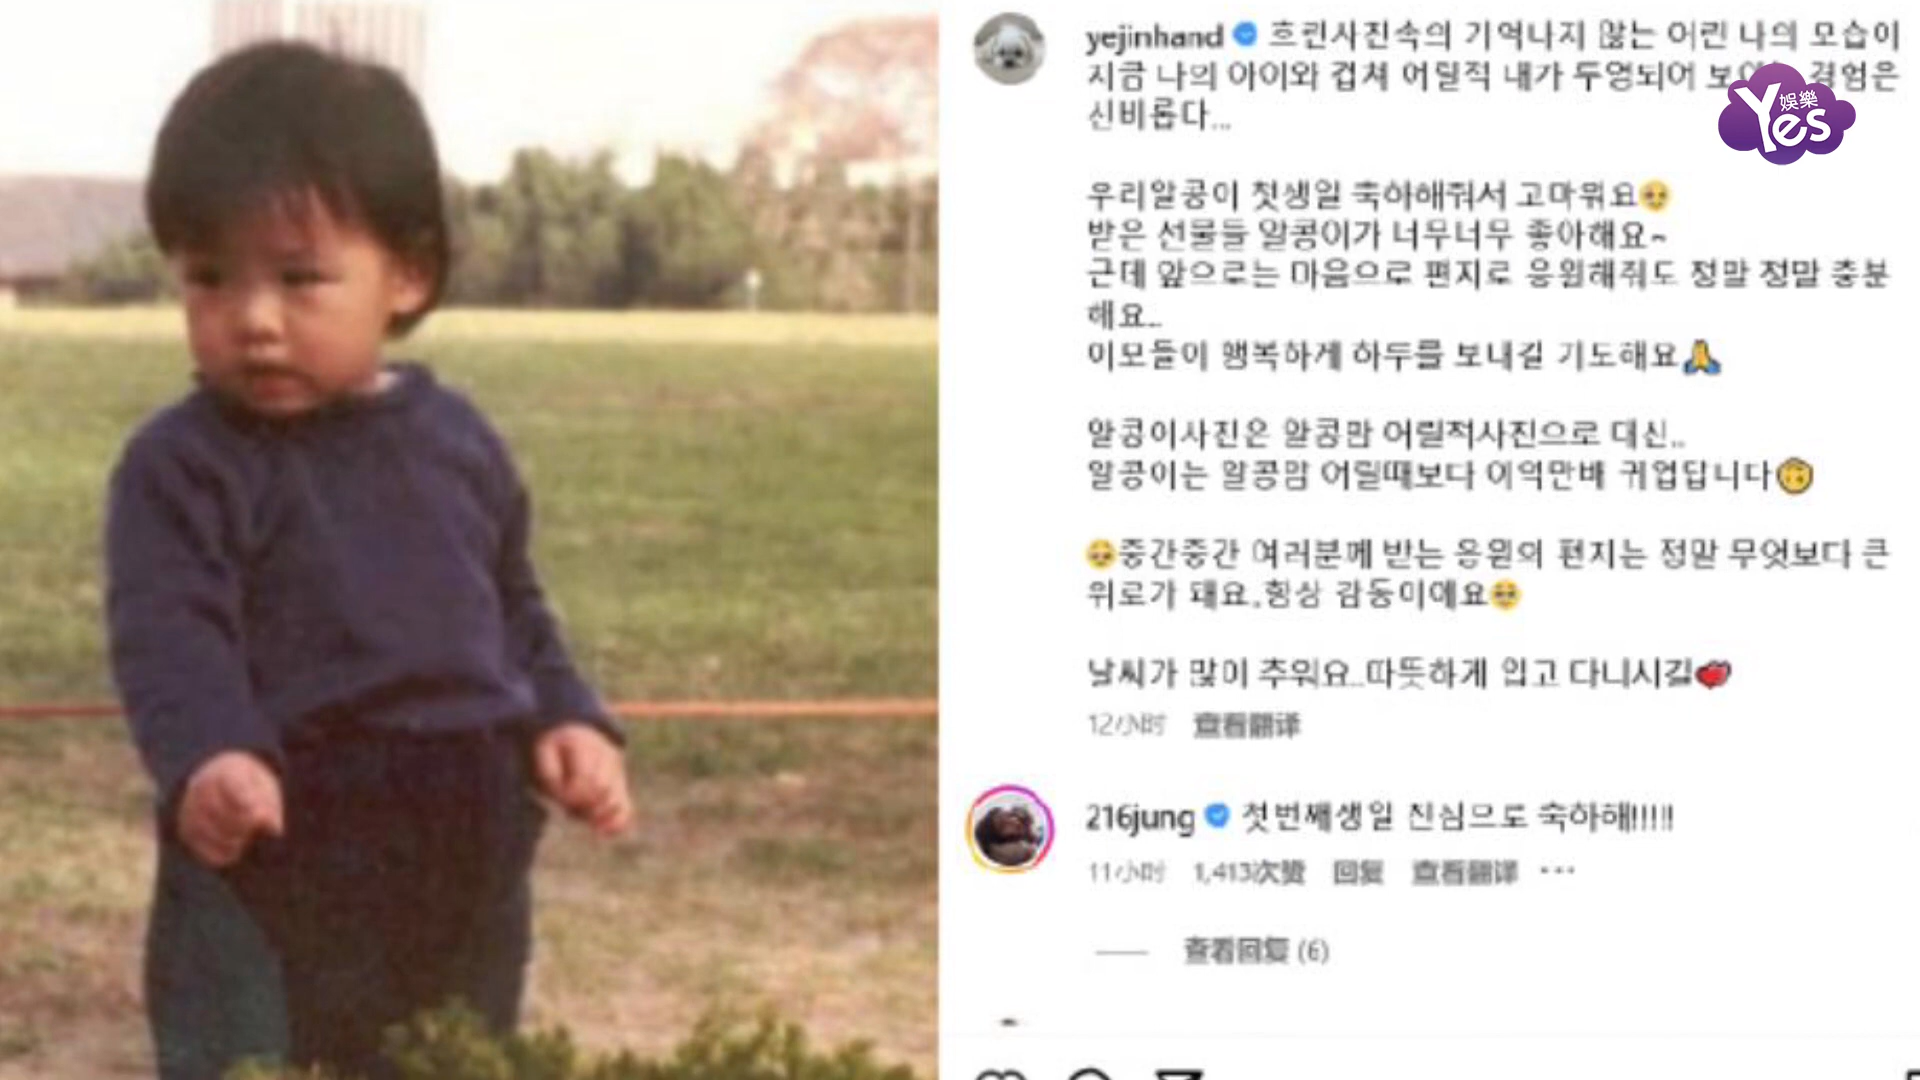 yejinhand 흐린사진속의 기억나지 않는 어린 나의 모습이
지금 나의 아이와 겹쳐 어릴적 내가 투영되어 경험은
신비롭다...
우리알콩이 첫생일 축하해줘서 고마워요🥹
받은 선물들 알콩이가 너무너무 좋아해요~
근데 앞으로는 마음으로 편지로 응원해줘도 정말 정말 충분
해요..
이모들이 행복하게 하루를 보내길 기도해요🙏
알콩이사진은 알콩맘 어릴적사진으로 대신..
알콩이는 알콩맘 어릴때보다 이억만배 귀엽답니다🙃
🥹중간중간 여러분께 받는 응원의 편지는 정말 무엇보다 큰
위로가 돼요.항상 감동이에요🥹
날씨가 많이 추워요..따뜻하게 입고 다니시길❤️
12小时 查看翻译
216jung 첫번째생일 진심으로 축하해!!!!!
11小时 1,413次赞 回复 查看翻译 ...
查看回复 (6)
Yes 娛樂